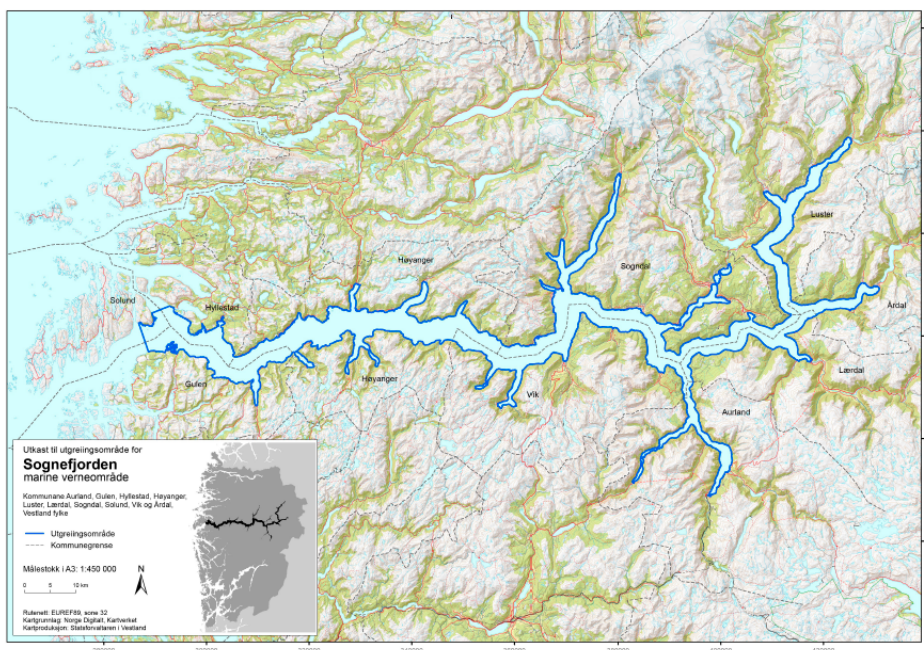 Luster
Høyanger
Sogndal
Solund
Hyllestad
Årdal
Gulen
Høyanger
Vik
Lærdal
Aurland
Utkast til utgreiingsområde for
Sognefjorden
marine verneområde
Kommunane Aurland, Gulen, Hyllestad, Høyanger,
Luster, Lærdal, Sogndal, Solund, Vik og Årdal,
Vestland fylke
Utgreiingsområde
Kommunegrense
Målestokk i A3: 1:450 000
N
0 5 10 km
Rutenett: EUREF89, sone 32
Kartgrunnlag: Norge Digitalt, Kartverket
Kartproduksjon: Statsforvaltaren i Vestland